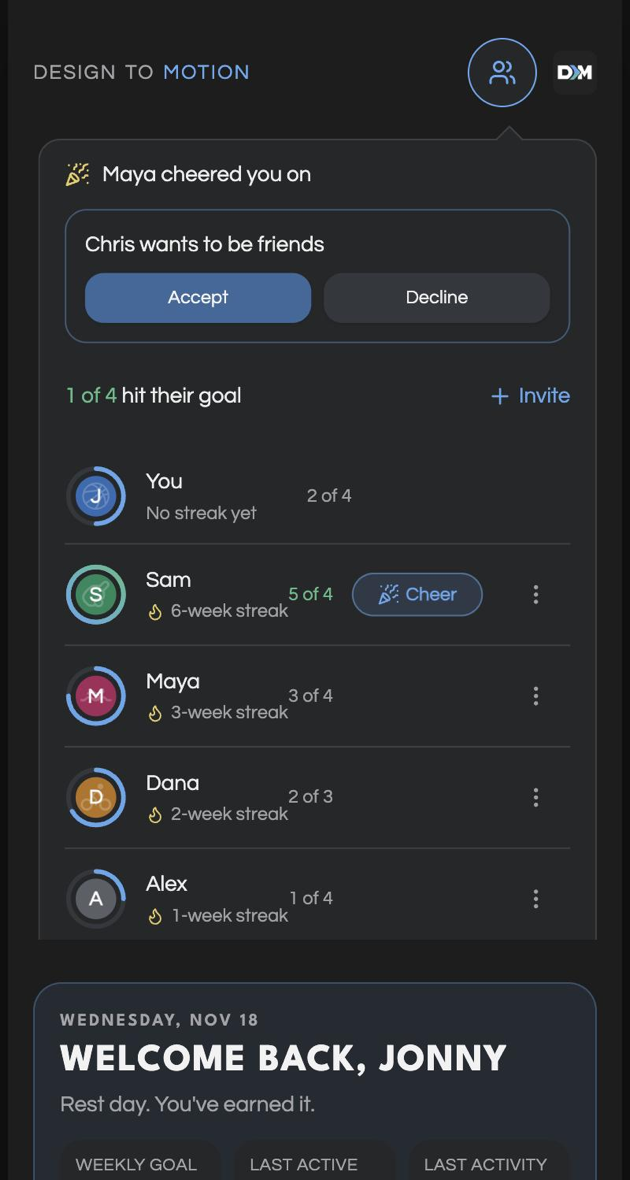 DESIGN TO MOTION
DXM
Maya cheered you on
Chris wants to be friends
Accept
Decline
1 of 4 hit their goal
+ Invite
J
You
No streak yet
2 of 4
S
Sam
6-week streak
5 of 4
Cheer
M
Maya
3-week streak
3 of 4
D
Dana
2-week streak
2 of 3
A
Alex
1-week streak
1 of 4
WEDNESDAY, NOV 18
WELCOME BACK, JONNY
Rest day. You've earned it.
WEEKLY GOAL
LAST ACTIVE
LAST ACTIVITY